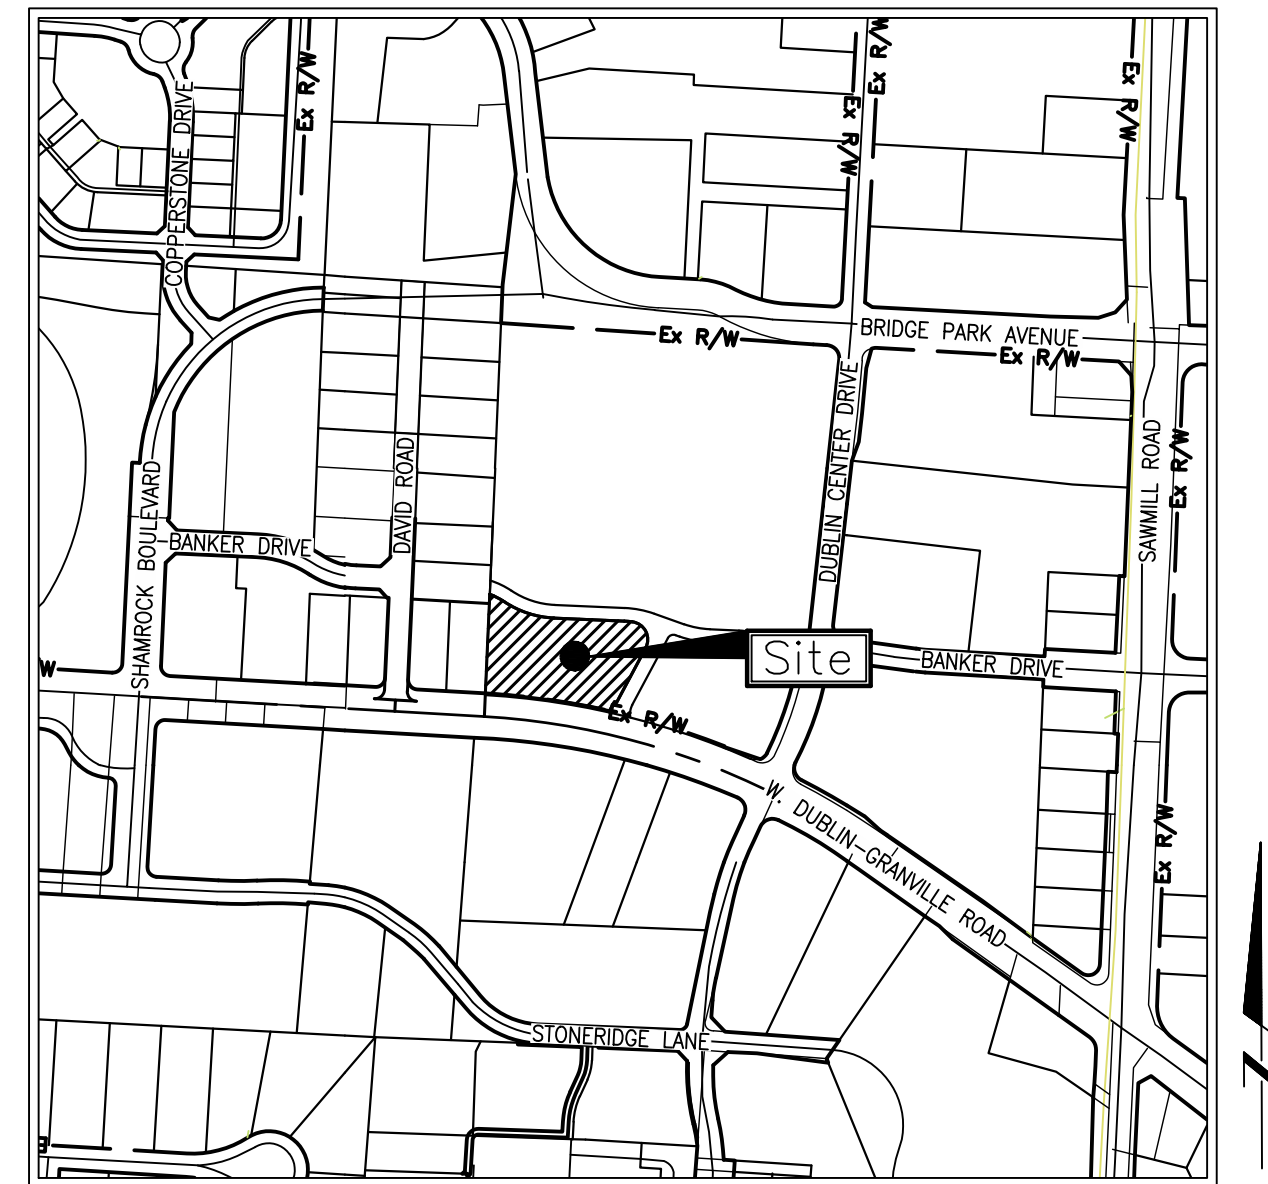 COPPERSTONE DRIVE
Ex R/W
Ex R/W
Ex R/W
Ex R/W
BRIDGE PARK AVENUE
Ex R/W
Ex R/W
DUBLIN CENTER DRIVE
SAWMILL ROAD
Ex R/W
DAVID ROAD
SHAMROCK BOULEVARD
BANKER DRIVE
Site
BANKER DRIVE
W
Ex R/W
W. DUBLIN-GRANVILLE ROAD
Ex R/W
STONERIDGE LANE